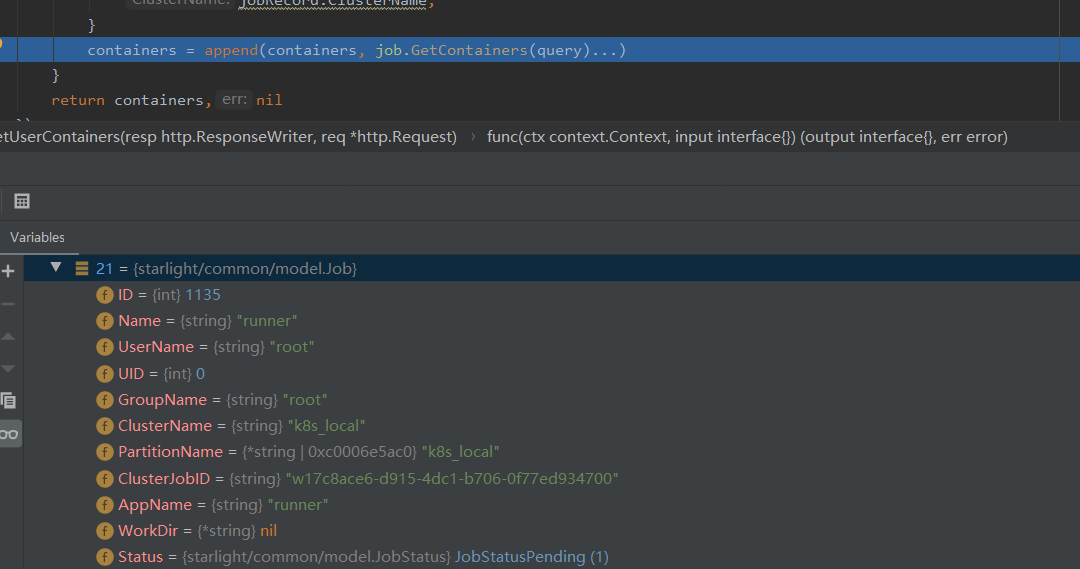 ClusterName: jobRecord.ClusterName,
}
containers = append(containers, job.GetContainers(query)...)
}
return containers, err: nil
})
etUserContainers(resp http.ResponseWriter, req *http.Request) › func(ctx context.Context, input interface{}) (output interface{}, err error)
Variables
21 = {starlight/common/model.Job}
f ID = {int} 1135
f Name = {string} "runner"
f UserName = {string} "root"
f UID = {int} 0
f GroupName = {string} "root"
f ClusterName = {string} "k8s_local"
f PartitionName = {*string | 0xc0006e5ac0} "k8s_local"
f ClusterJobID = {string} "w17c8ace6-d915-4dc1-b706-0f77ed934700"
f AppName = {string} "runner"
f WorkDir = {*string} nil
f Status = {starlight/common/model.JobStatus} JobStatusPending (1)